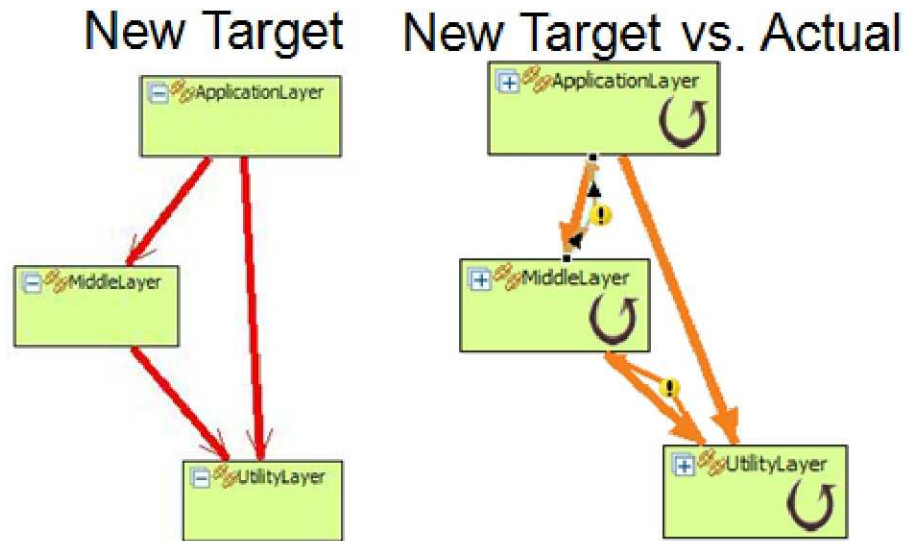 New Target
New Target vs. Actual
ApplicationLayer
ApplicationLayer
MiddleLayer
MiddleLayer
!
!
UtilityLayer
UtilityLayer